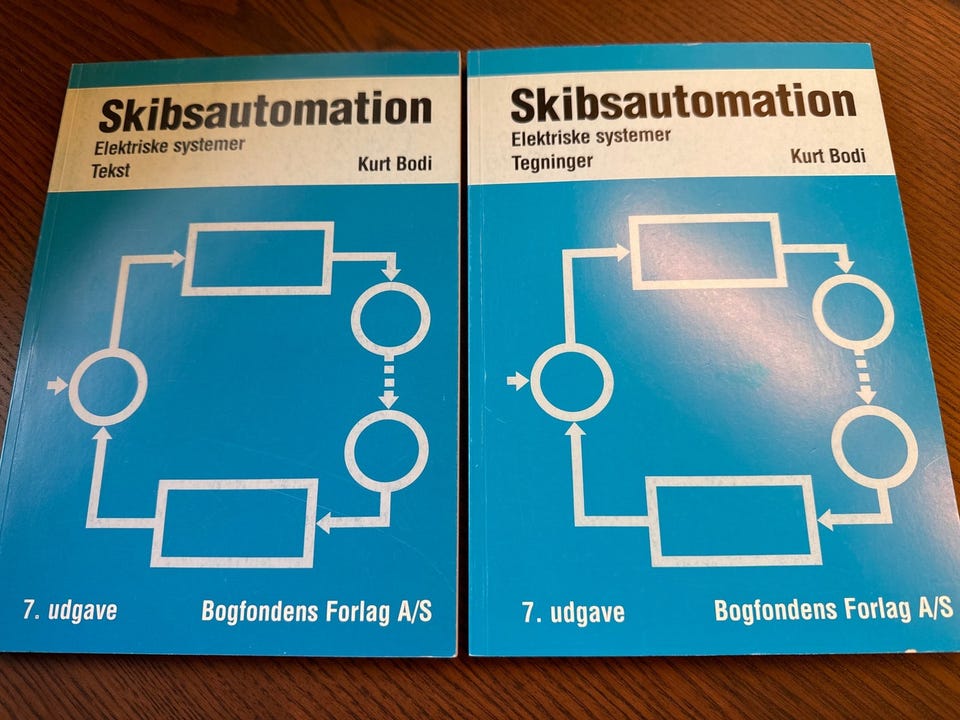 Skibsautomation
Elektriske systemer
Tekst
Kurt Bodi
7. udgave
Bogfondens Forlag A/S
Skibsautomation
Elektriske systemer
Tegninger
Kurt Bodi
7. udgave
Bogfondens Forlag A/S